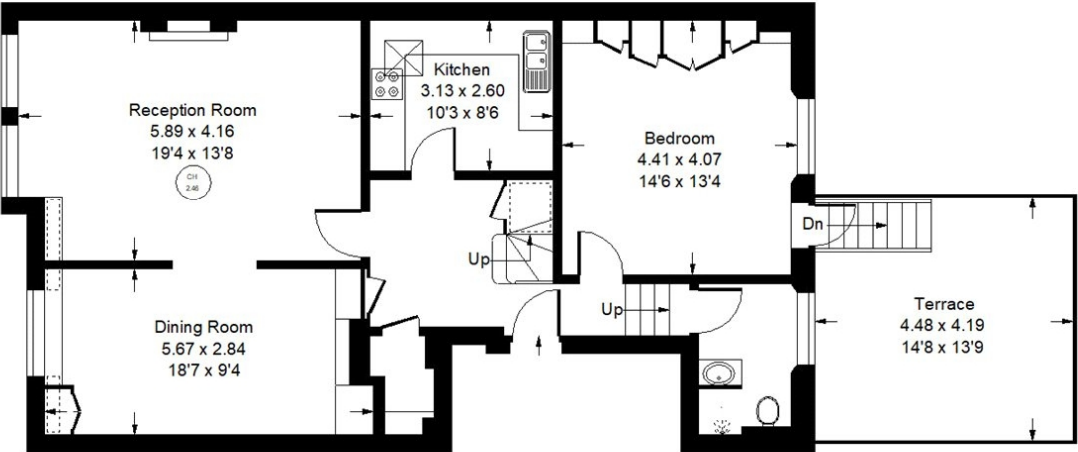 Reception Room
5.89 x 4.16
19'4 x 13'8
CH
2.46
Kitchen
3.13 x 2.60
10'3 x 8'6
Bedroom
4.41 x 4.07
14'6 x 13'4
Dn
Up
Up
Dining Room
5.67 x 2.84
18'7 x 9'4
Terrace
4.48 x 4.19
14'8 x 13'9